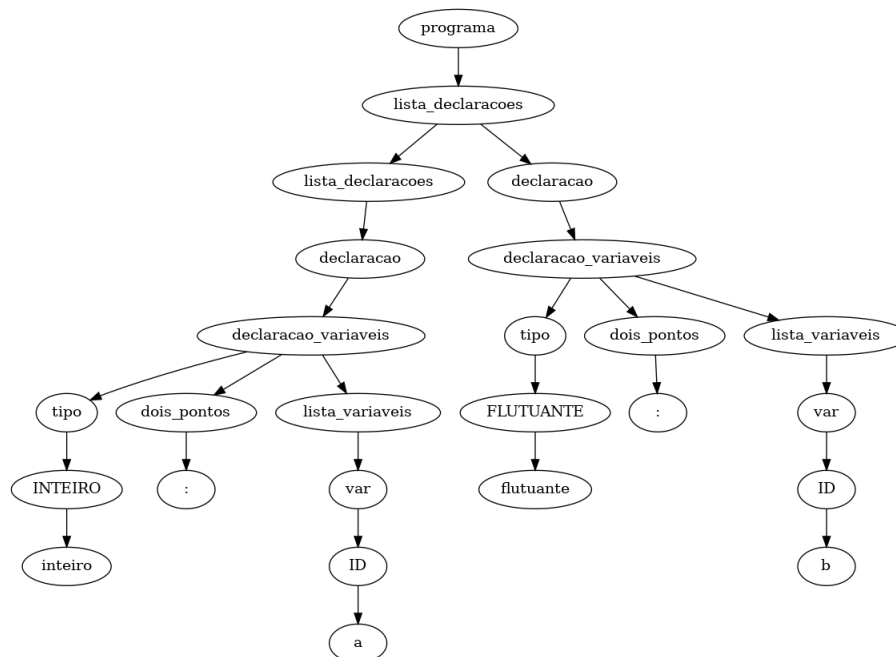 programa
lista_declaracoes
lista_declaracoes
declaracao
declaracao
declaracao_variaveis
declaracao_variaveis
tipo
dois_pontos
lista_variaveis
tipo
dois_pontos
lista_variaveis
FLUTUANTE
:
var
INTEIRO
:
var
flutuante
ID
inteiro
ID
b
a